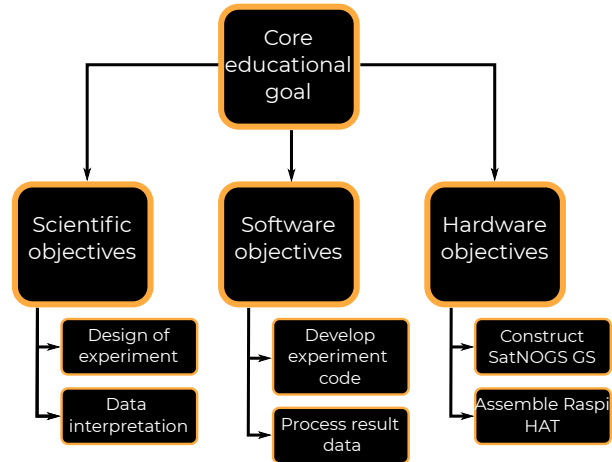 Core
educational
goal
Scientific
objectives
Software
objectives
Hardware
objectives
Design of
experiment
Data
interpretation
Develop
experiment
code
Process result
data
Construct
SatNOGS GS
Assemble Raspi
HAT